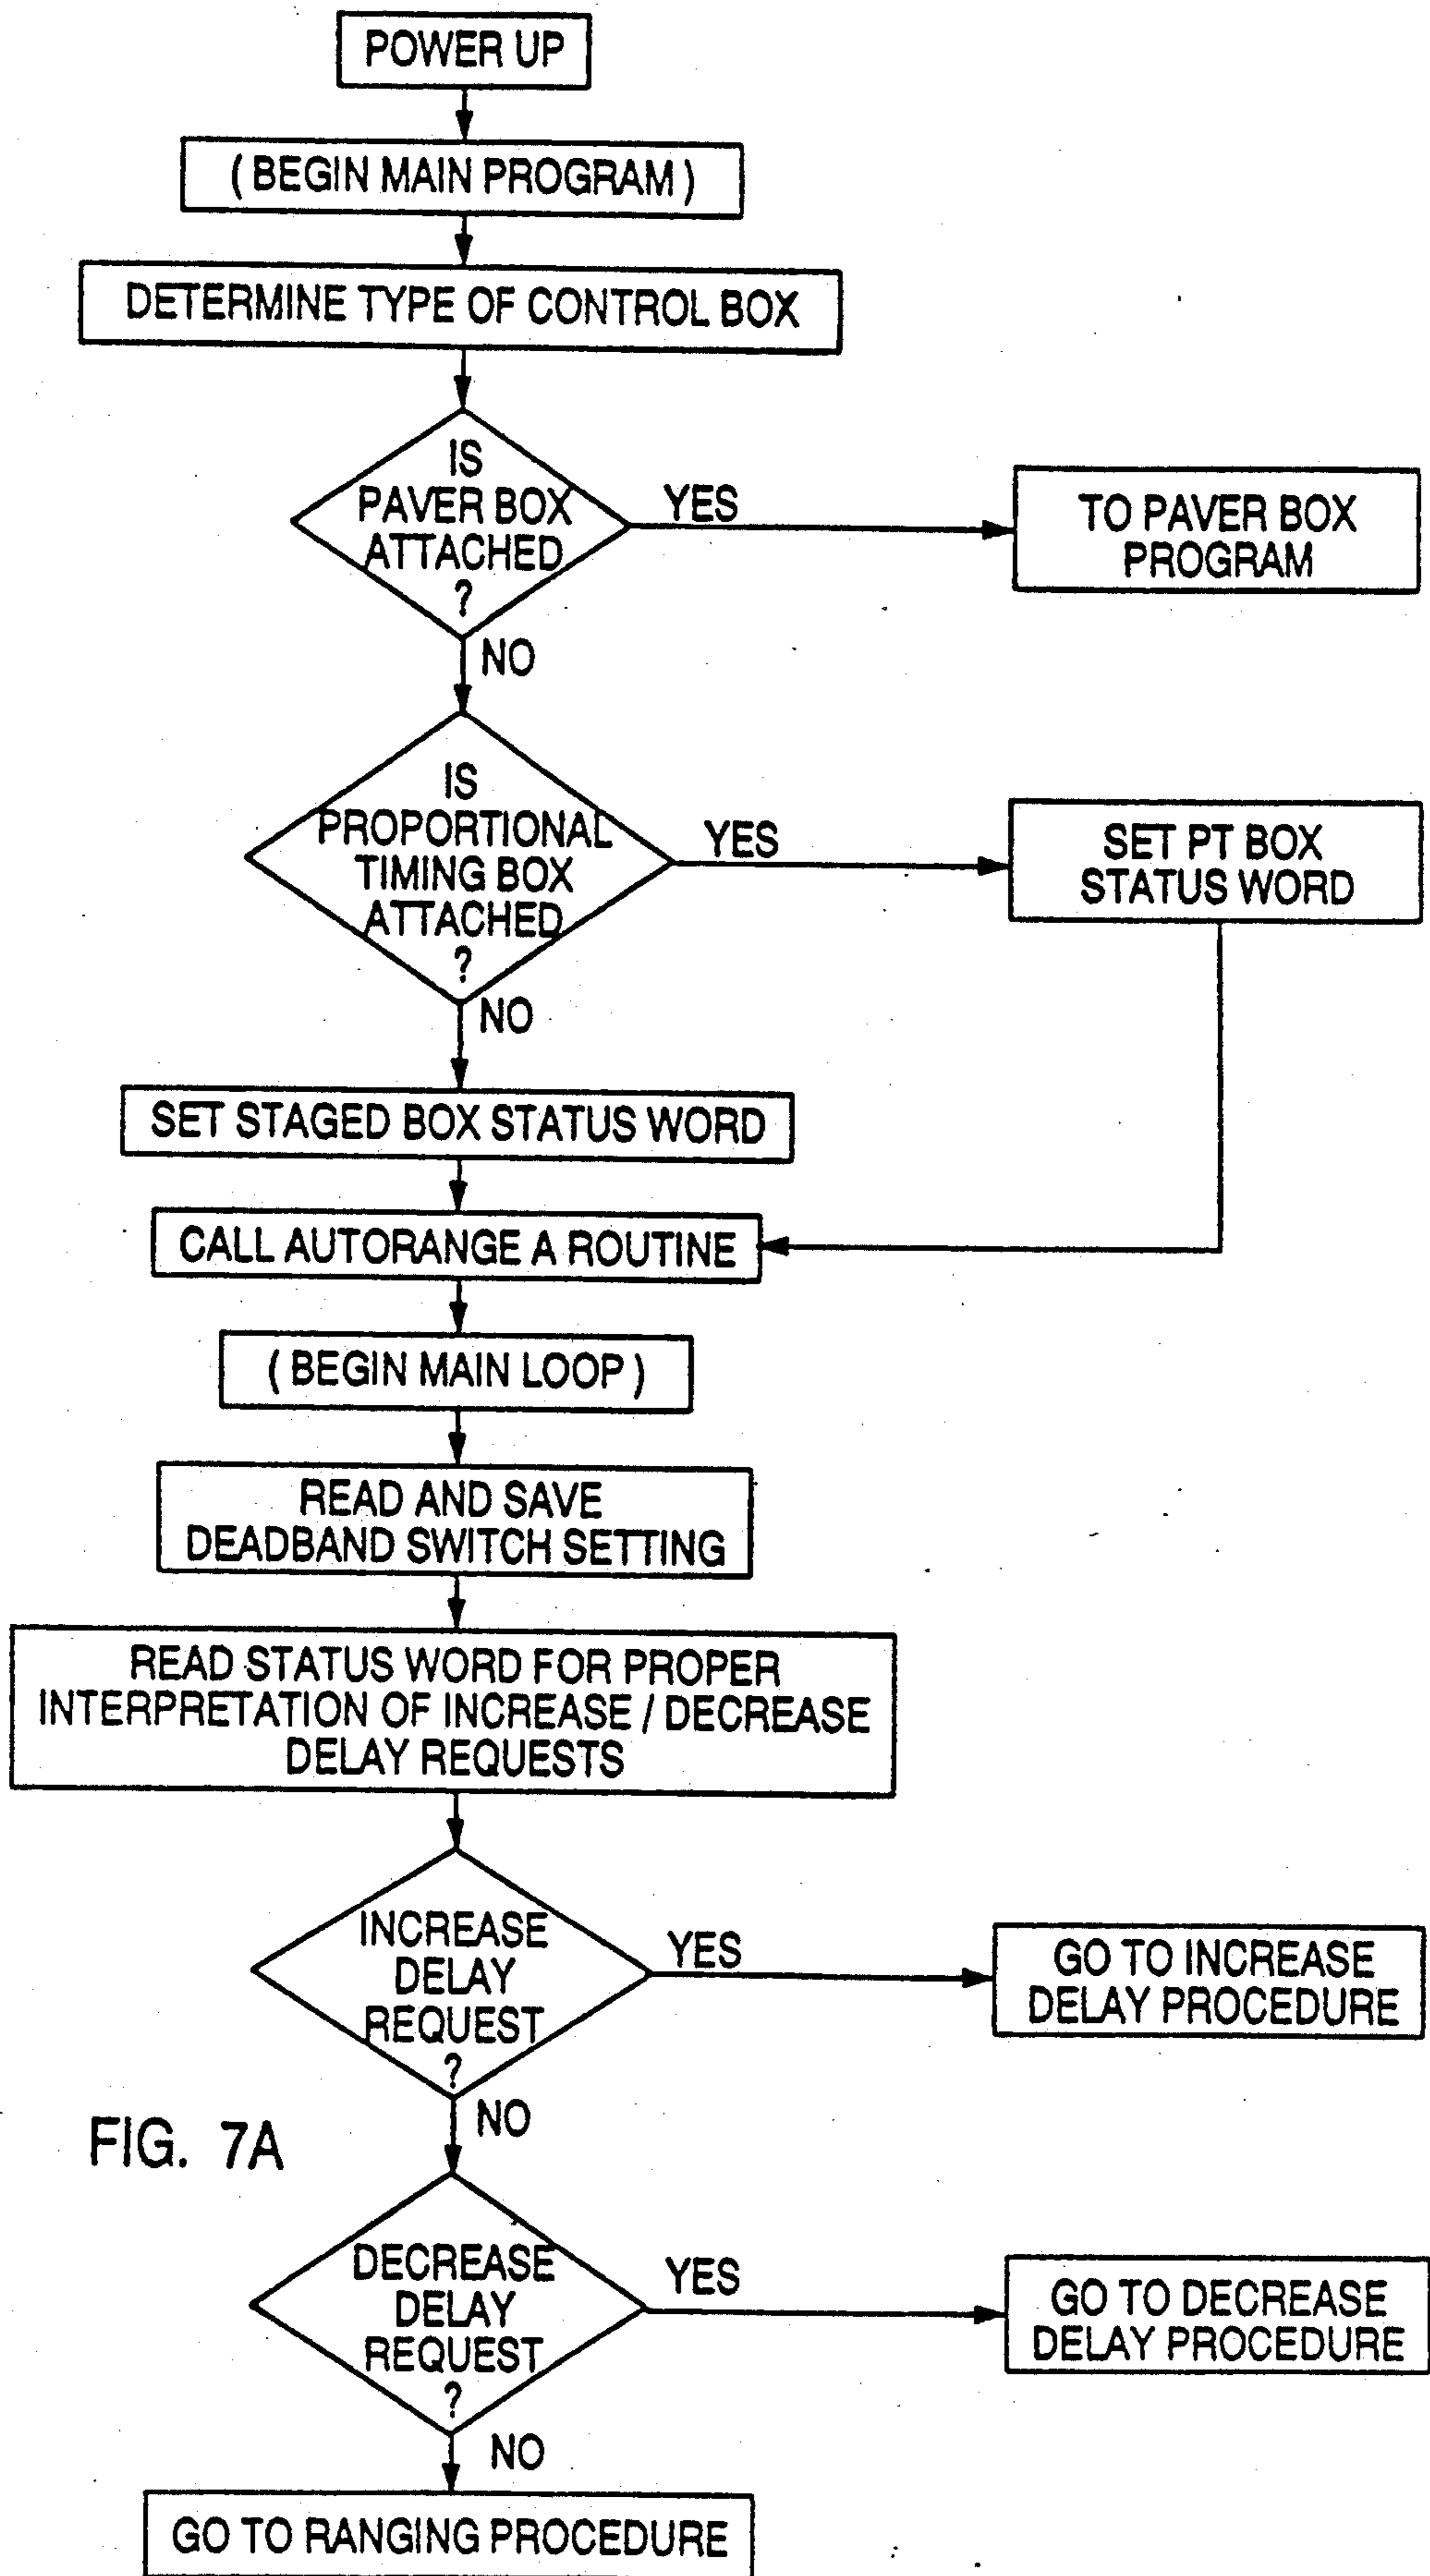 POWER UP
( BEGIN MAIN PROGRAM )
DETERMINE TYPE OF CONTROL BOX
IS
PAVER BOX
ATTACHED
?
YES
TO PAVER BOX
PROGRAM
NO
IS
PROPORTIONAL
TIMING BOX
ATTACHED
?
YES
SET PT BOX
STATUS WORD
NO
SET STAGED BOX STATUS WORD
CALL AUTORANGE A ROUTINE
( BEGIN MAIN LOOP )
READ AND SAVE
DEADBAND SWITCH SETTING
READ STATUS WORD FOR PROPER
INTERPRETATION OF INCREASE / DECREASE
DELAY REQUESTS
INCREASE
DELAY
REQUEST
?
YES
GO TO INCREASE
DELAY PROCEDURE
NO
FIG. 7A
DECREASE
DELAY
REQUEST
?
YES
GO TO DECREASE
DELAY PROCEDURE
NO
GO TO RANGING PROCEDURE